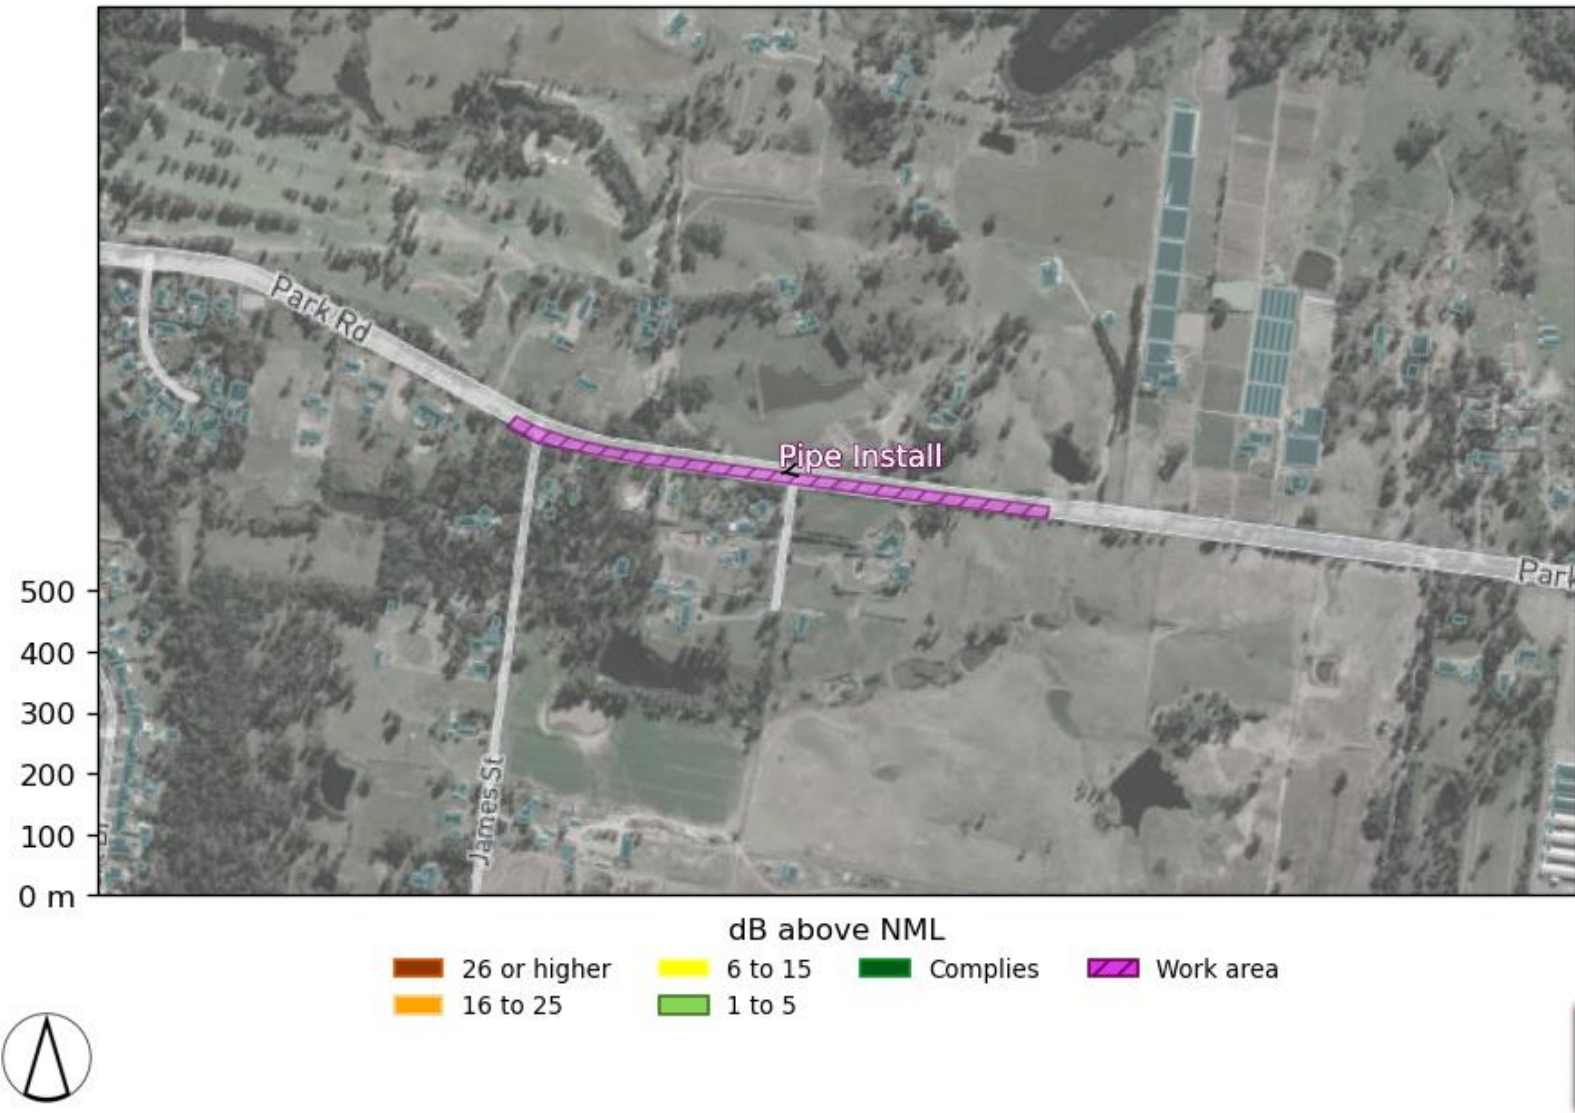 Park Rd
Pipe Install
Park
500
400
300
200
James St
100
0 m
dB above NML
26 or higher
6 to 15
Complies
Work area
16 to 25
1 to 5